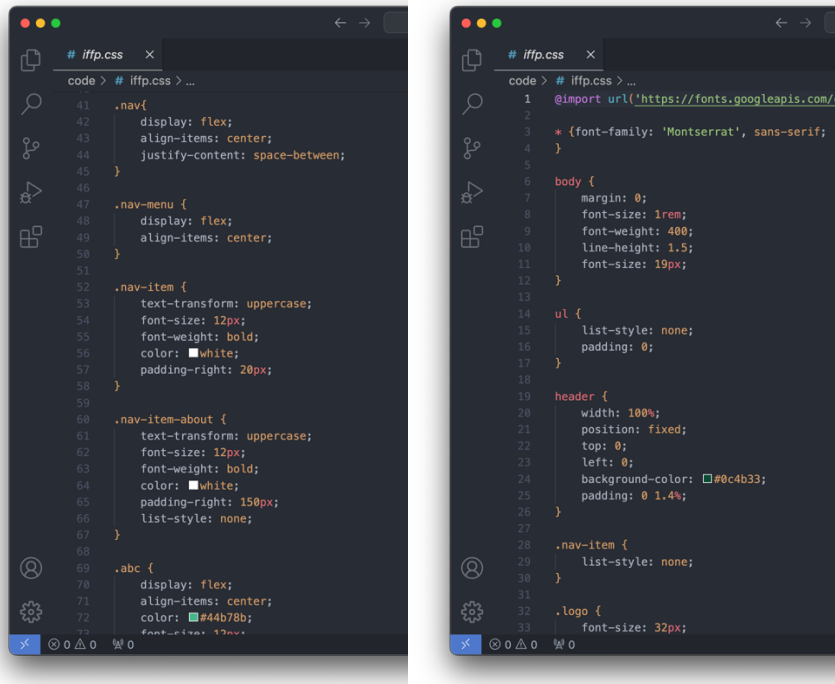 # iffp.css ×
code > # iffp.css > ...
41 .nav{
42 display: flex;
43 align-items: center;
44 justify-content: space-between;
45 }
46
47 .nav-menu {
48 display: flex;
49 align-items: center;
50 }
51
52 .nav-item {
53 text-transform: uppercase;
54 font-size: 12px;
55 font-weight: bold;
56 color: white;
57 padding-right: 20px;
58 }
59
60 .nav-item-about {
61 text-transform: uppercase;
62 font-size: 12px;
63 font-weight: bold;
64 color: white;
65 padding-right: 150px;
66 list-style: none;
67 }
68
69 .abc {
70 display: flex;
71 align-items: center;
72 color: #44b78b;
73 font-size: 12px;
0 0 0
# iffp.css ×
code > # iffp.css > ...
1 @import url('https://fonts.googleapis.com/
2
3 * {font-family: 'Montserrat', sans-serif;
4 }
5
6 body {
7 margin: 0;
8 font-size: 1rem;
9 font-weight: 400;
10 line-height: 1.5;
11 font-size: 19px;
12 }
13
14 ul {
15 list-style: none;
16 padding: 0;
17 }
18
19 header {
20 width: 100%;
21 position: fixed;
22 top: 0;
23 left: 0;
24 background-color: #0c4b33;
25 padding: 0 1.4%;
26 }
27
28 .nav-item {
29 list-style: none;
30 }
31
32 .logo {
33 font-size: 32px;
0 0 0